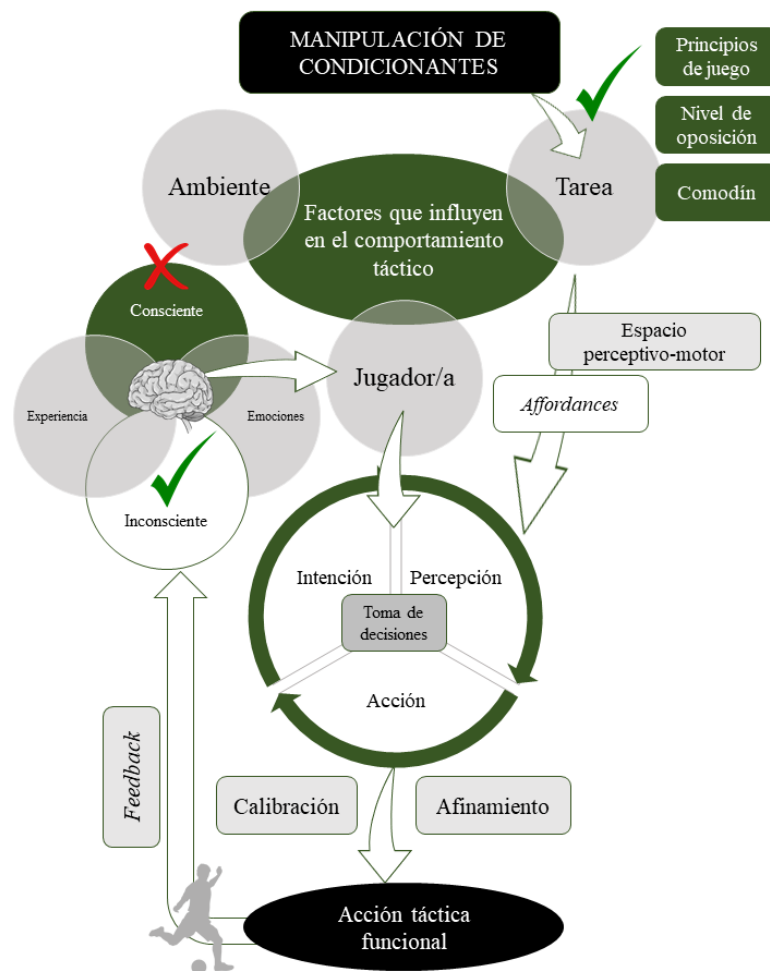 MANIPULACIÓN DE
CONDICIONANTES
Principios
de juego
Nivel de
oposición
Comodín
Ambiente
Tarea
Factores que influyen
en el comportamiento
táctico
Consciente
Experiencia
Emociones
Inconsciente
Jugador/a
Espacio
perceptivo-motor
Affordances
Intención
Percepción
Toma de
decisiones
Acción
Feedback
Calibración
Afinamiento
Acción táctica
funcional